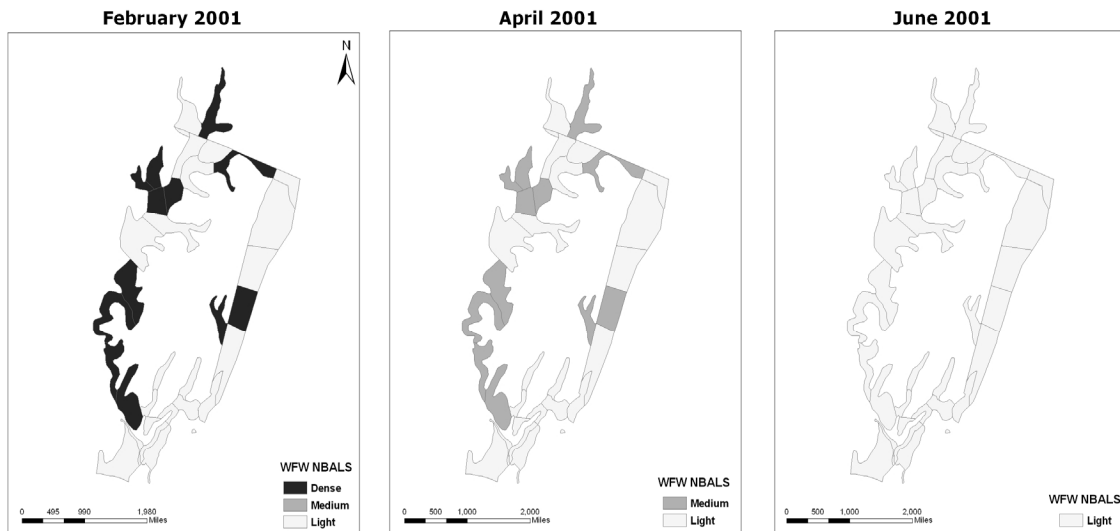 February 2001
N
WFW NBALS
Dense
Medium
Light
0 495 990 1,980
Miles
April 2001
WFW NBALS
Medium
Light
0 500 1,000 2,000
Miles
June 2001
WFW NBALS
Light
0 500 1,000 2,000
Miles